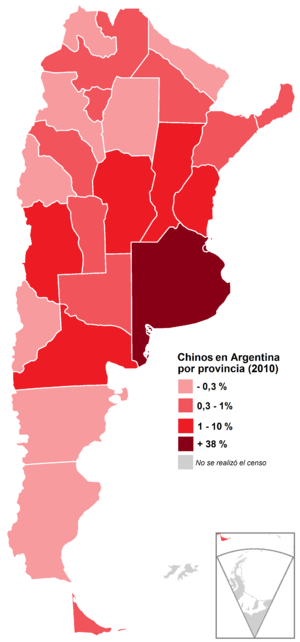 Chinos en Argentina
por provincia (2010)
- 0,3 %
0,3 - 1%
1 - 10 %
+ 38 %
No se realizó el censo